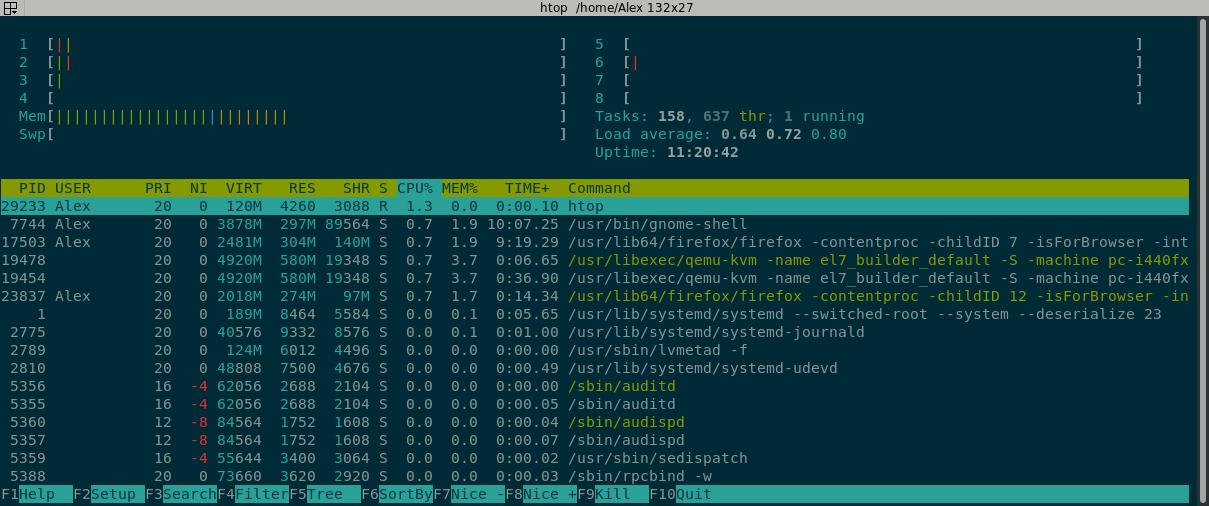 htop /home/Alex 132x27
1 [||                                                       ] 5 [                                                        ]
2 [||                                                       ] 6 [|                                                       ]
3 [|                                                        ] 7 [                                                        ]
4 [                                                         ] 8 [                                                        ]
Mem[||||||||||||||||||||||||||                               ] Tasks: 158, 637 thr; 1 running
Swp[                                                         ] Load average: 0.64 0.72 0.80
Uptime: 11:20:42
PID USER PRI NI VIRT RES SHR S CPU% MEM% TIME+ Command
29233 Alex 20 0 120M 4260 3088 R 1.3 0.0 0:00.10 htop
7744 Alex 20 0 3878M 297M 89564 S 0.7 1.9 10:07.25 /usr/bin/gnome-shell
17503 Alex 20 0 2481M 304M 140M S 0.7 1.9 9:19.29 /usr/lib64/firefox/firefox -contentproc -childID 7 -isForBrowser -int
19478 20 0 4920M 580M 19348 S 0.7 3.7 0:06.65 /usr/libexec/qemu-kvm -name el7_builder_default -S -machine pc-i440fx
19454 20 0 4920M 580M 19348 S 0.7 3.7 0:36.90 /usr/libexec/qemu-kvm -name el7_builder_default -S -machine pc-i440fx
23837 Alex 20 0 2018M 274M 97M S 0.7 1.7 0:14.34 /usr/lib64/firefox/firefox -contentproc -childID 12 -isForBrowser -in
1 20 0 189M 8464 5584 S 0.0 0.1 0:05.65 /usr/lib/systemd/systemd --switched-root --system --deserialize 23
2775 20 0 40576 9332 8576 S 0.0 0.1 0:01.00 /usr/lib/systemd/systemd-journald
2789 20 0 124M 6012 4496 S 0.0 0.0 0:00.00 /usr/sbin/lvmetad -f
2810 20 0 48808 7500 4676 S 0.0 0.0 0:00.49 /usr/lib/systemd/systemd-udevd
5356 16 -4 62056 2688 2104 S 0.0 0.0 0:00.00 /sbin/auditd
5355 16 -4 62056 2688 2104 S 0.0 0.0 0:00.05 /sbin/auditd
5360 12 -8 84564 1752 1608 S 0.0 0.0 0:00.04 /sbin/audispd
5357 12 -8 84564 1752 1608 S 0.0 0.0 0:00.07 /sbin/audispd
5359 16 -4 55644 3400 3064 S 0.0 0.0 0:00.02 /usr/sbin/sedispatch
5388 20 0 73660 3620 2920 S 0.0 0.0 0:00.03 /sbin/rpcbind -w
F1Help F2Setup F3SearchF4FilterF5Tree F6SortByF7Nice -F8Nice +F9Kill F10Quit